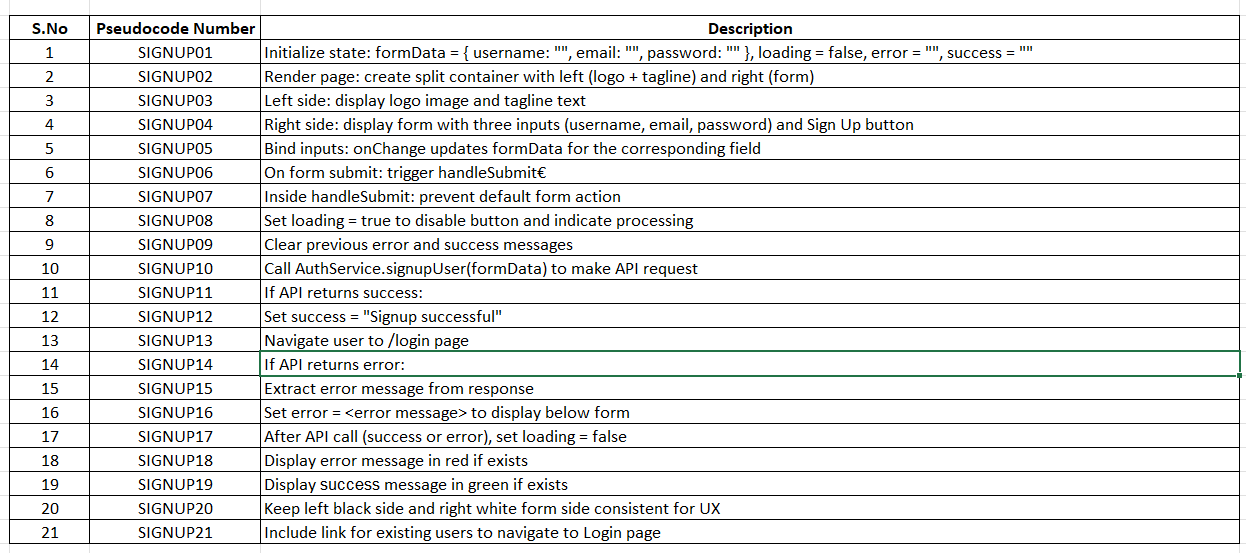 S.No Pseudocode Number Description
1 SIGNUP01 Initialize state: formData = { username: "", email: "", password: "" }, loading = false, error = "", success = ""
2 SIGNUP02 Render page: create split container with left (logo + tagline) and right (form)
3 SIGNUP03 Left side: display logo image and tagline text
4 SIGNUP04 Right side: display form with three inputs (username, email, password) and Sign Up button
5 SIGNUP05 Bind inputs: onChange updates formData for the corresponding field
6 SIGNUP06 On form submit: trigger handleSubmit€
7 SIGNUP07 Inside handleSubmit: prevent default form action
8 SIGNUP08 Set loading = true to disable button and indicate processing
9 SIGNUP09 Clear previous error and success messages
10 SIGNUP10 Call AuthService.signupUser(formData) to make API request
11 SIGNUP11 If API returns success:
12 SIGNUP12 Set success = "Signup successful"
13 SIGNUP13 Navigate user to /login page
14 SIGNUP14 If API returns error:
15 SIGNUP15 Extract error message from response
16 SIGNUP16 Set error = <error message> to display below form
17 SIGNUP17 After API call (success or error), set loading = false
18 SIGNUP18 Display error message in red if exists
19 SIGNUP19 Display success message in green if exists
20 SIGNUP20 Keep left black side and right white form side consistent for UX
21 SIGNUP21 Include link for existing users to navigate to Login page